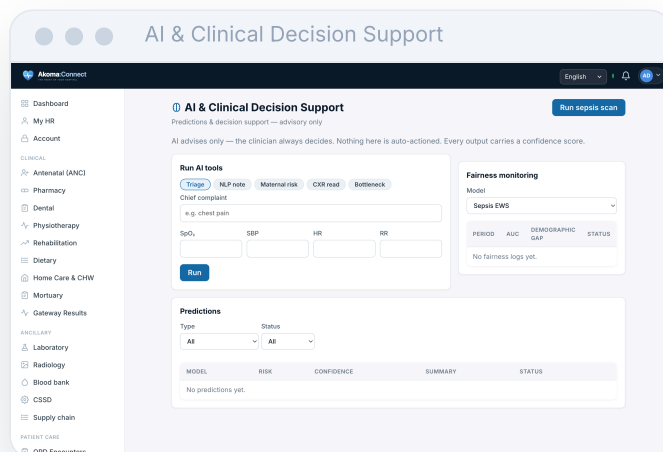 AI & Clinical Decision Support
Akoma:Connect
English
AD
Dashboard
My HR
Account
CLINICAL
Antenatal (ANC)
Pharmacy
Dental
Physiotherapy
Rehabilitation
Dietary
Home Care & CHW
Mortuary
Gateway Results
ANCILLARY
Laboratory
Radiology
Blood bank
CSSD
Supply chain
PATIENT CARE
OPD Encounters
AI & Clinical Decision Support
Run sepsis scan
Predictions & decision support — advisory only
AI advises only — the clinician always decides. Nothing here is auto-actioned. Every output carries a confidence score.
Run AI tools
Triage NLP note Maternal risk CXR read Bottleneck
Chief complaint
e.g. chest pain
SpO₂ SBP HR RR
Run
Fairness monitoring
Model
Sepsis EWS
PERIOD AUC DEMOGRAPHIC GAP STATUS
No fairness logs yet.
Predictions
Type Status
All All
MODEL RISK CONFIDENCE SUMMARY STATUS
No predictions yet.